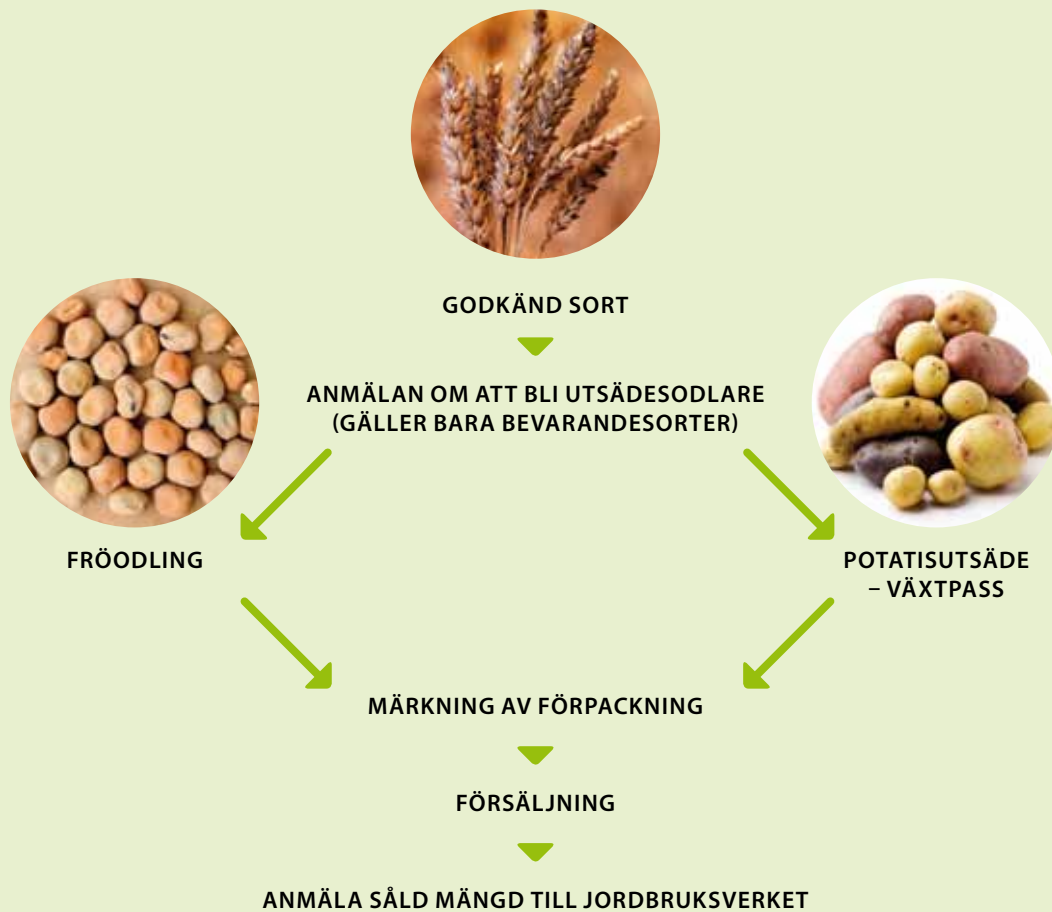 GODKÄND SORT
ANMÄLAN OM ATT BLI UTSÄDESODLARE
(GÄLLER BARA BEVARANDESORTER)
FRÖODLING
POTATISUTSÄDE
– VÄXTPASS
MÄRKNING AV FÖRPACKNING
FÖRSÄLJNING
ANMÄLA SÅLD MÄNGD TILL JORDBRUKSVERKET